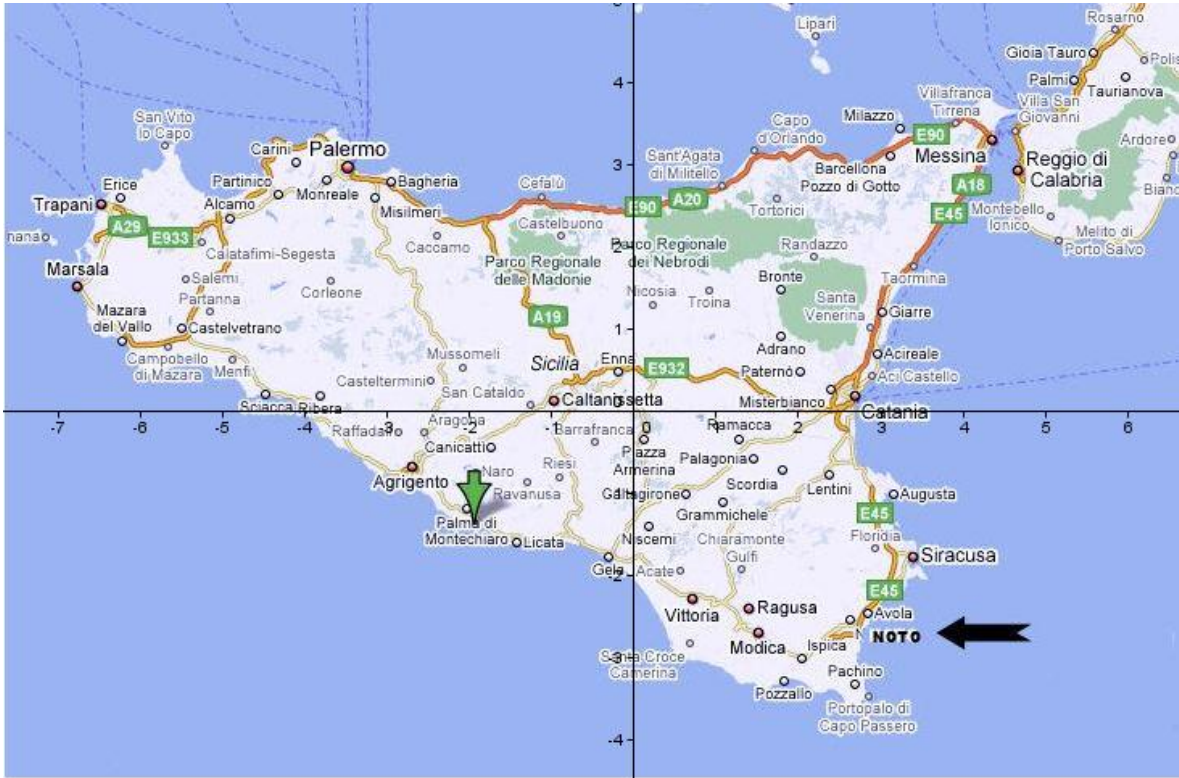 Lipari
Rosarno
Gioia Tauro
Polis
Palmi
Taurianova
4
Villafranca
Tirrena
Villa San
Giovanni
Milazzo
San Vito
lo Capo
Capo
d'Orlando
E90
Ardore
Carini
Palermo
3
Sant'Agata
di Militello
Barcellona
Pozzo di Gotto
Messina
Reggio di
Calabria
Partinico
Monreale
Bagheria
Erice
Trapani
Alcamo
Misilmeri
Cefalù
E90
A20
Tortorici
A18
E45
Bianc
Montebello
Ionico
Melito di
Porto Salvo
A29
E933
Calatafimi-Segesta
Caccamo
Castelbuono
2
Parco Regionale
dei Nebrodi
Randazzo
nana
Marsala
Salemi
Partanna
Corleone
Parco Regionale
delle Madonie
Bronte
Taormina
Nicosia
Troina
Santa
Venerina
Giarre
Mazara
del Vallo
Castelvetrano
A19
1
Campobello
di Mazara
Menfi
Mussomeli
Sicilia
Enna
E932
Adrano
Acireale
Casteltermini
San Cataldo
Paternò
Aci Castello
Sciacca
Ribera
Caltanissetta
Misterbianco
Catania
-7
-6
-5
-4
-3
-2
-1
0
1
2
3
4
5
6
Raffadali
Aragona
Canicattì
Barrafranca
Piazza
Armerina
Ramacca
Agrigento
Naro
Riesi
Ravanusa
Palagonia
Scordia
Lentini
-1
Caltagirone
Grammichele
Augusta
Palma di
Montechiaro
Licata
Niscemi
Chiaramonte
Gulfi
E45
Floridia
Gela
-2
Acate
Siracusa
E45
Vittoria
Ragusa
Avola
Modica
Ispica
N
NOTO
-3
Santa Croce
Camerina
Pozzallo
Pachino
Portopalo di
Capo Passero
-4